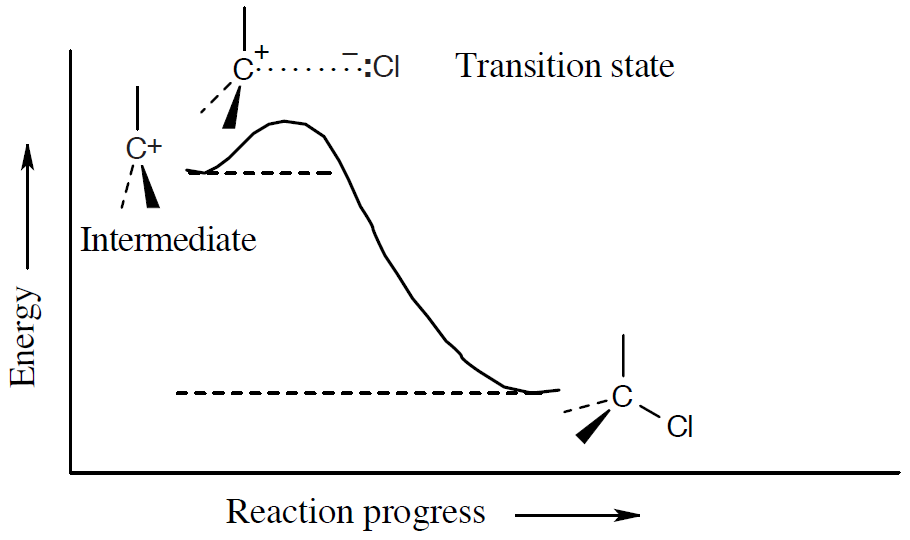 C+ -:Cl Transition state
C+
Intermediate
Energy
C
Cl
Reaction progress